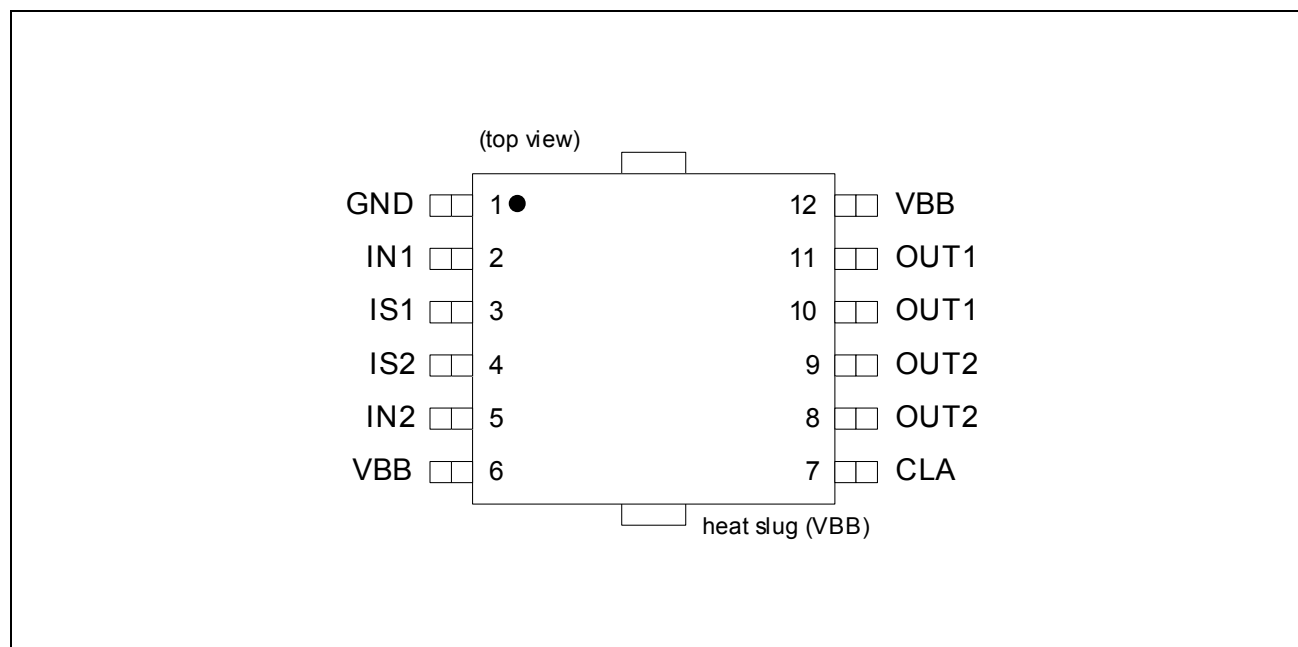 (top view)
GND 1 12 VBB
IN1 2 11 OUT1
IS1 3 10 OUT1
IS2 4 9 OUT2
IN2 5 8 OUT2
VBB 6 7 CLA
heat slug (VBB)